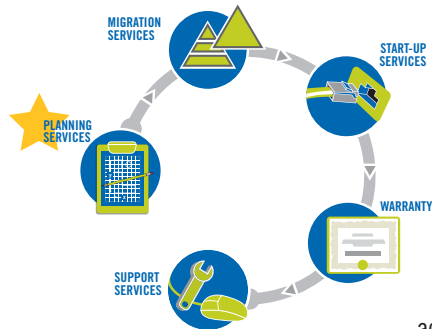 MIGRATION
SERVICES
START-UP
SERVICES
PLANNING
SERVICES
WARRANTY
SUPPORT
SERVICES